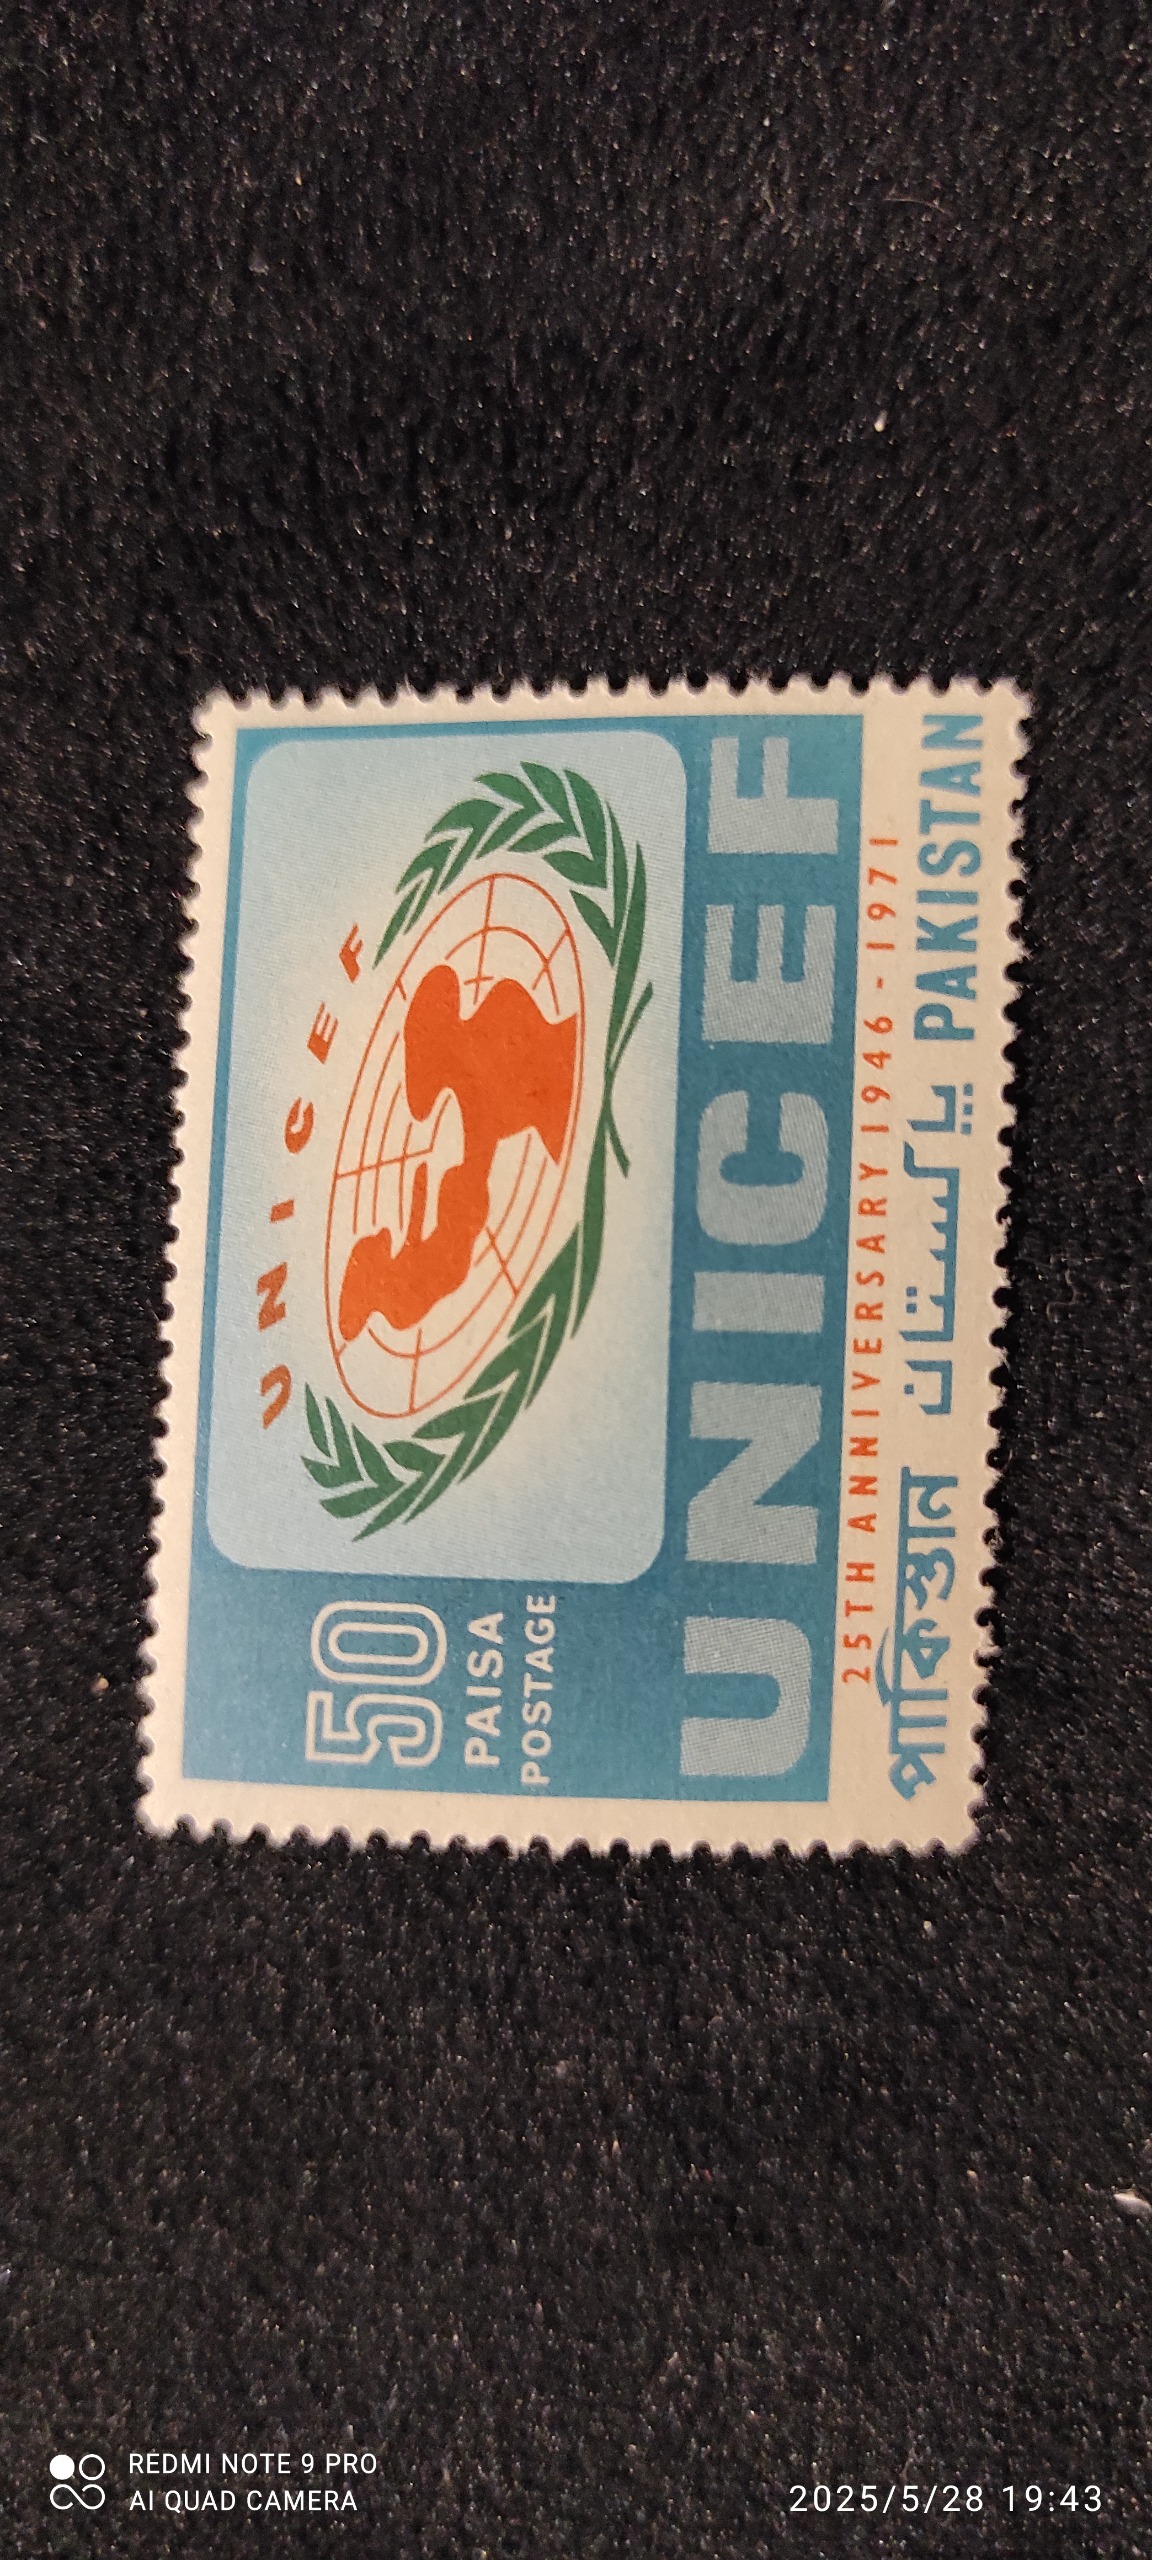 UNICEF
50
PAISA
POSTAGE
UNICEF
25TH ANNIVERSARY 1946-1971
পাকিস্তান پاکستان PAKISTAN
REDMI NOTE 9 PRO
AI QUAD CAMERA
2025/5/28 19:43